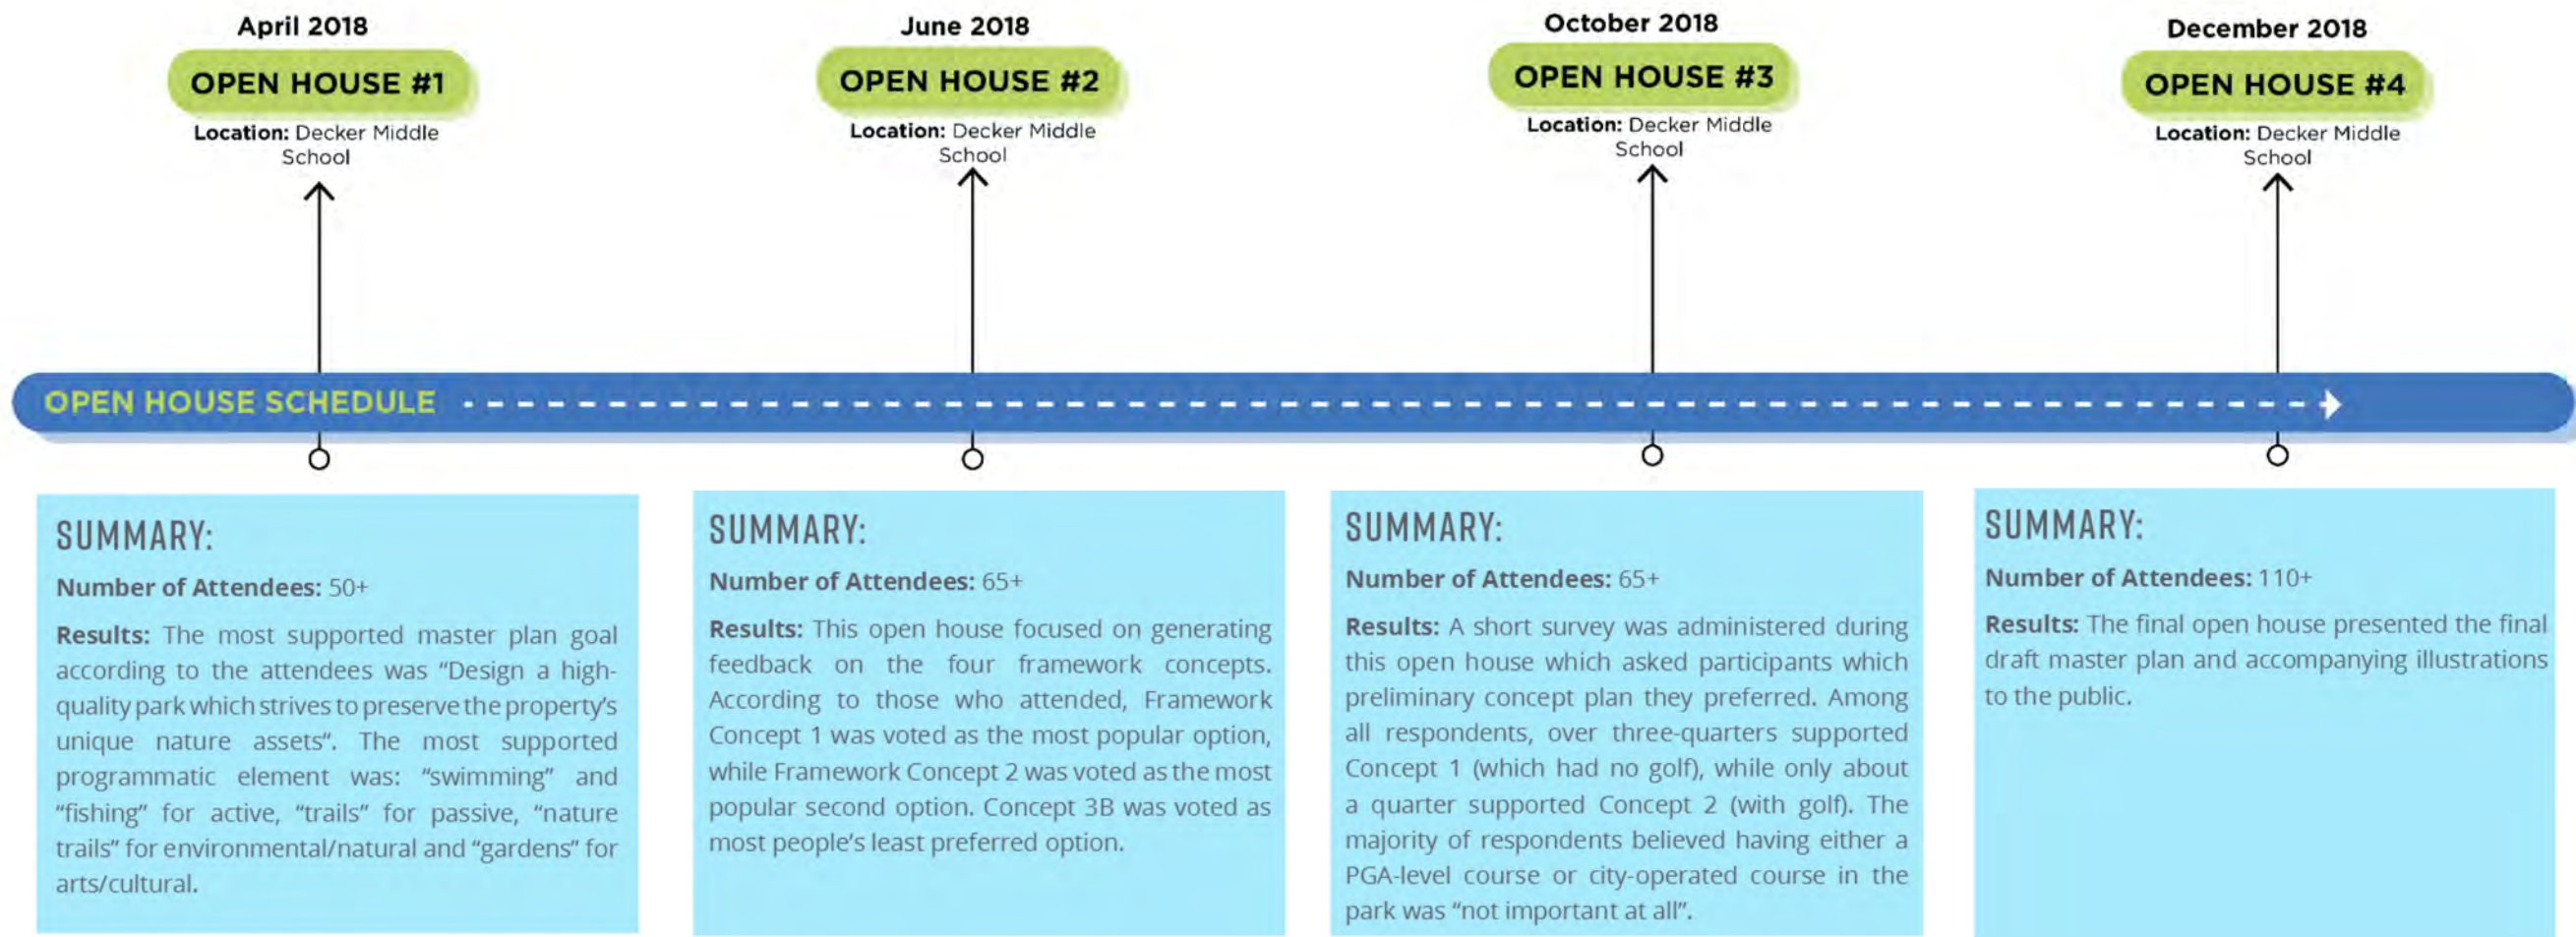 April 2018
OPEN HOUSE #1
Location: Decker Middle
School
June 2018
OPEN HOUSE #2
Location: Decker Middle
School
October 2018
OPEN HOUSE #3
Location: Decker Middle
School
December 2018
OPEN HOUSE #4
Location: Decker Middle
School
OPEN HOUSE SCHEDULE
SUMMARY:
Number of Attendees: 50+
Results: The most supported master plan goal
according to the attendees was “Design a high-
quality park which strives to preserve the property’s
unique nature assets“. The most supported
programmatic element was: “swimming” and
“fishing” for active, “trails” for passive, “nature
trails” for environmental/natural and “gardens” for
arts/cultural.
SUMMARY:
Number of Attendees: 65+
Results: This open house focused on generating
feedback on the four framework concepts.
According to those who attended, Framework
Concept 1 was voted as the most popular option,
while Framework Concept 2 was voted as the most
popular second option. Concept 3B was voted as
most people’s least preferred option.
SUMMARY:
Number of Attendees: 65+
Results: A short survey was administered during
this open house which asked participants which
preliminary concept plan they preferred. Among
all respondents, over three-quarters supported
Concept 1 (which had no golf), while only about
a quarter supported Concept 2 (with golf). The
majority of respondents believed having either a
PGA-level course or city-operated course in the
park was “not important at all”.
SUMMARY:
Number of Attendees: 110+
Results: The final open house presented the final
draft master plan and accompanying illustrations
to the public.